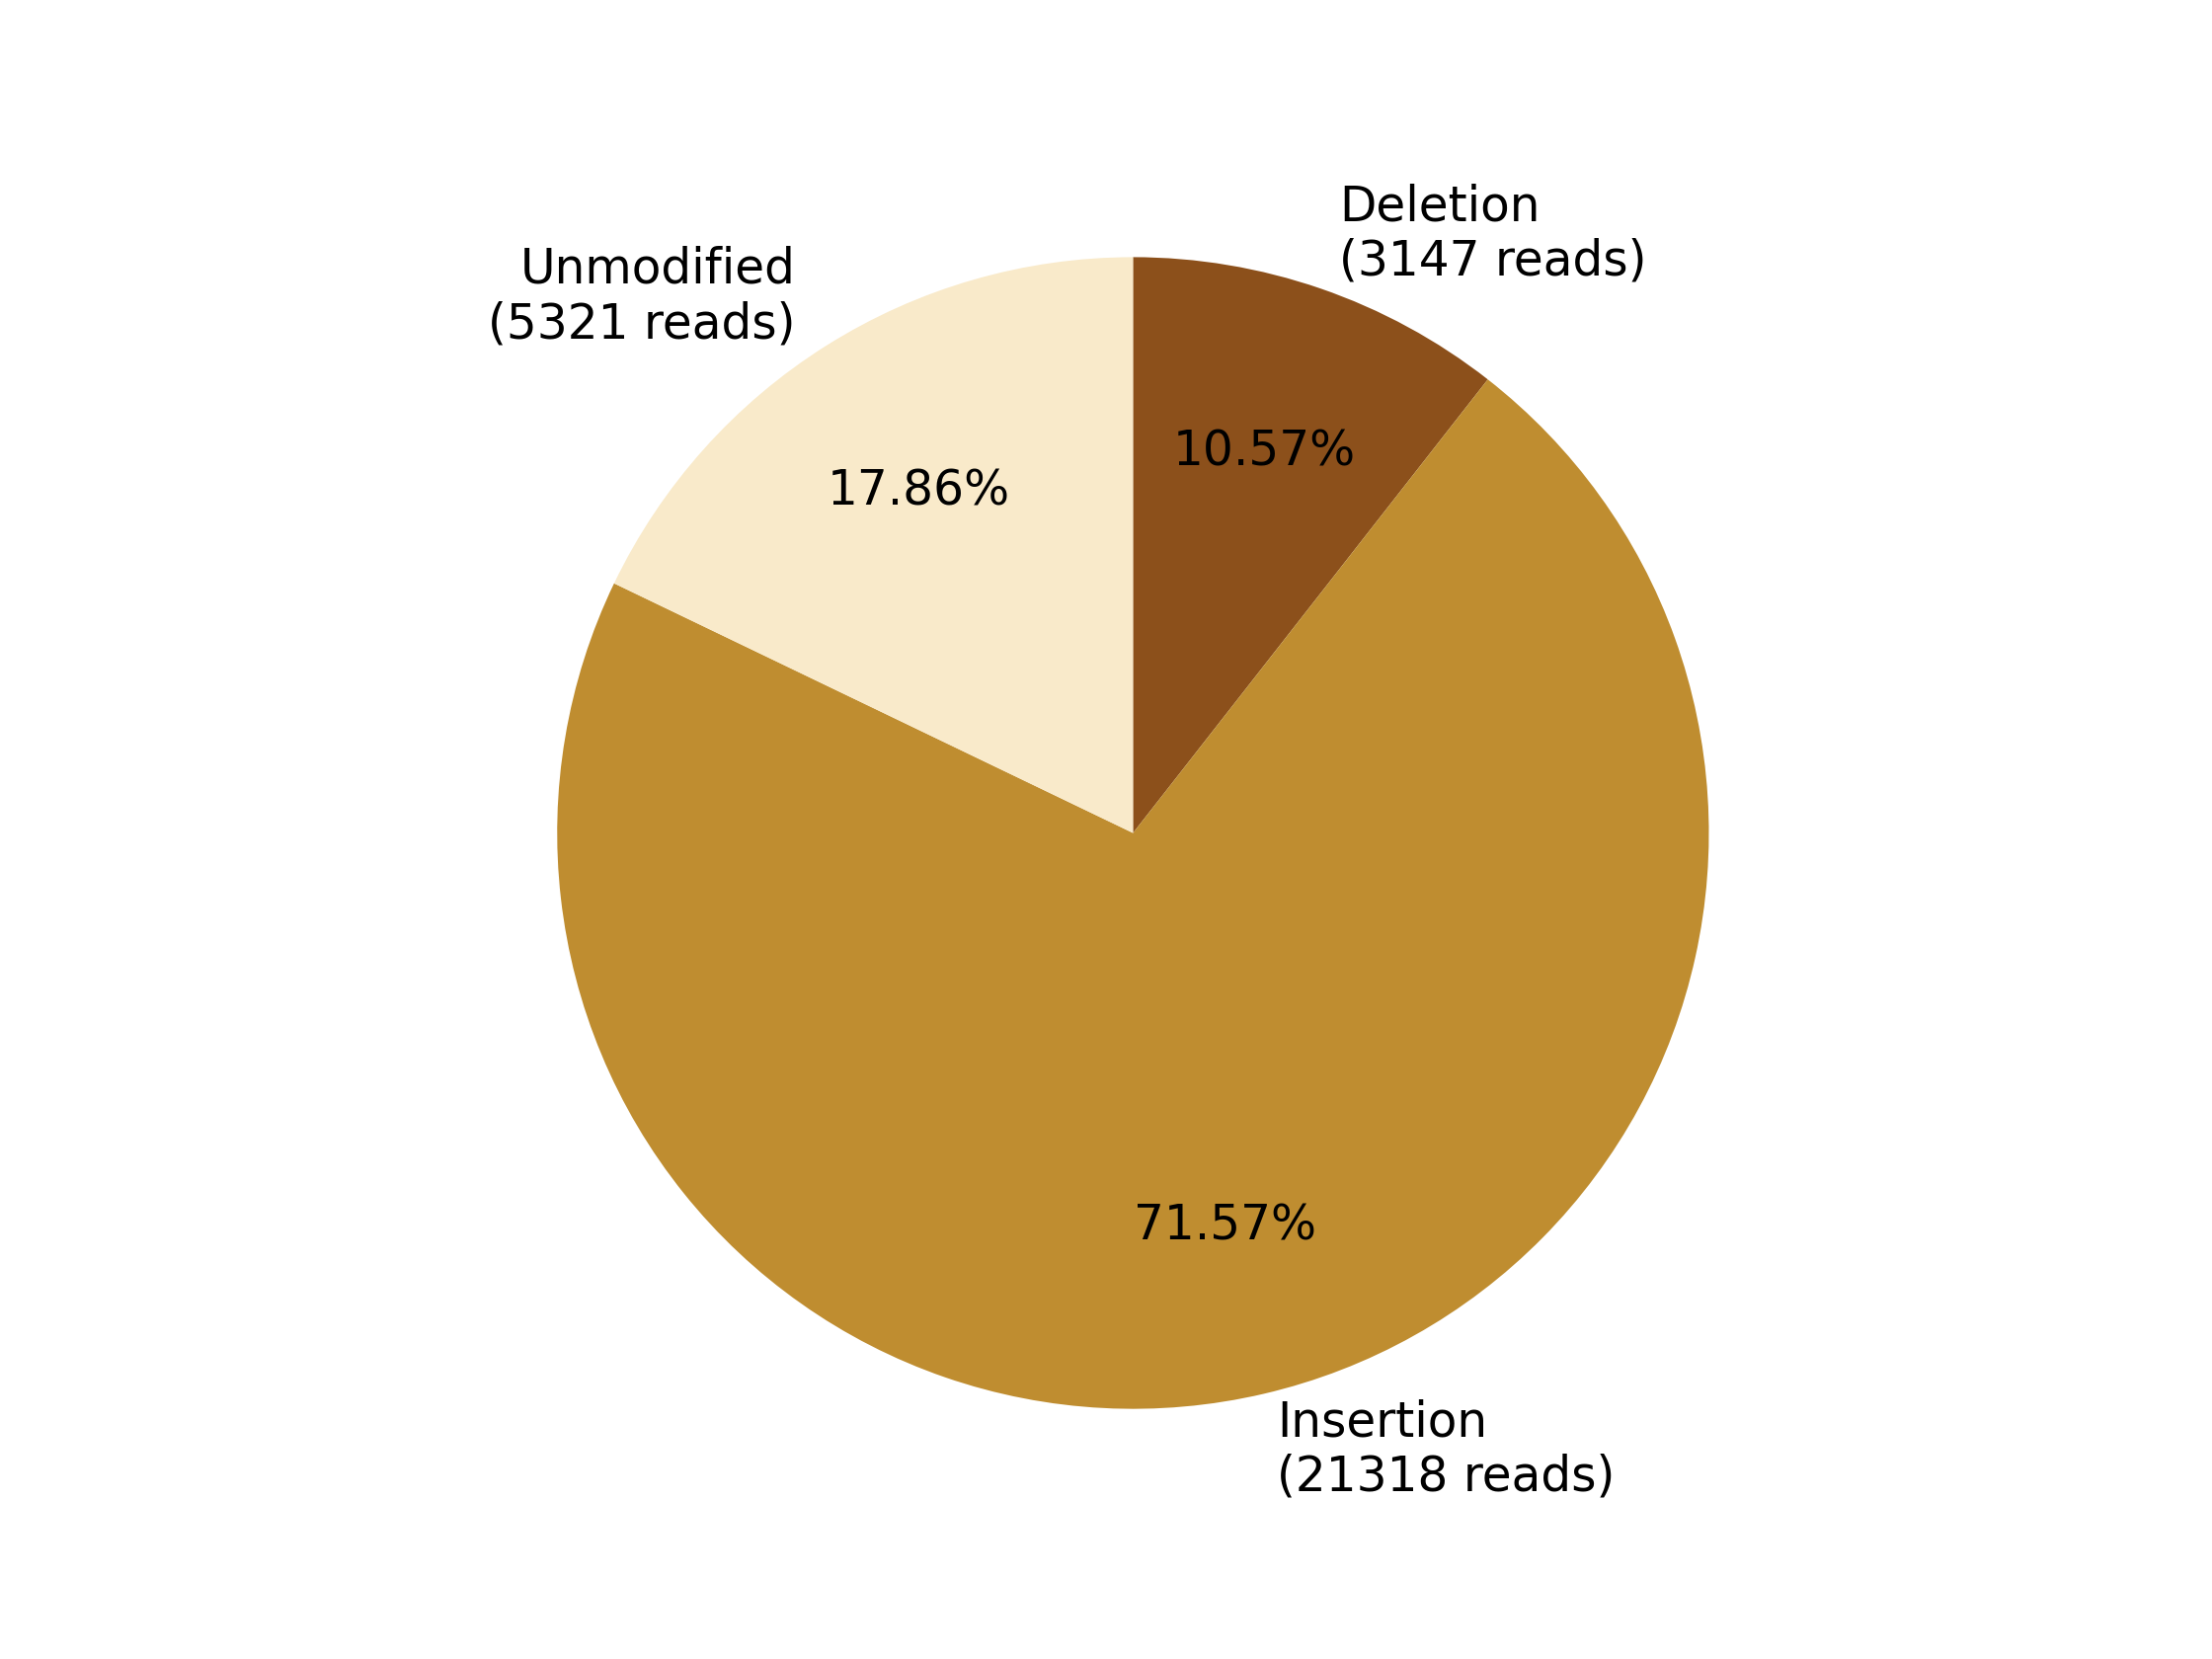 Deletion
(3147 reads)
Unmodified
(5321 reads)
10.57%
17.86%
71.57%
Insertion
(21318 reads)